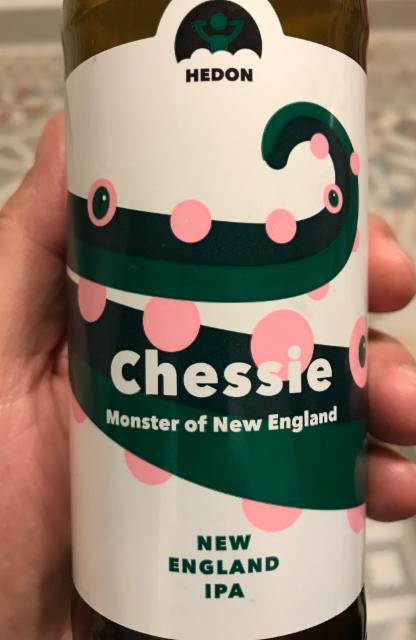 HEDON
Chessie
Monster of New England
NEW
ENGLAND
IPA